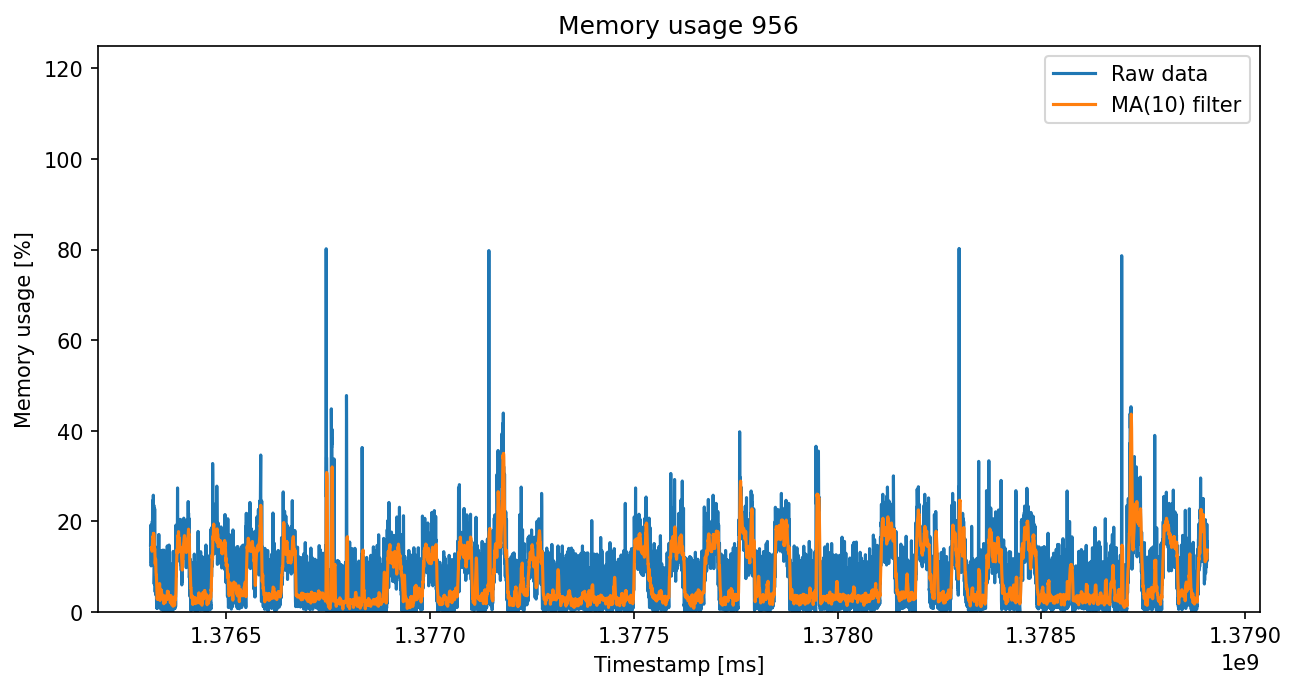 Memory usage 956
Raw data
MA(10) filter
Memory usage [%]
120
100
80
60
40
20
0
1.3765 1.3770 1.3775 1.3780 1.3785 1.3790
1e9
Timestamp [ms]